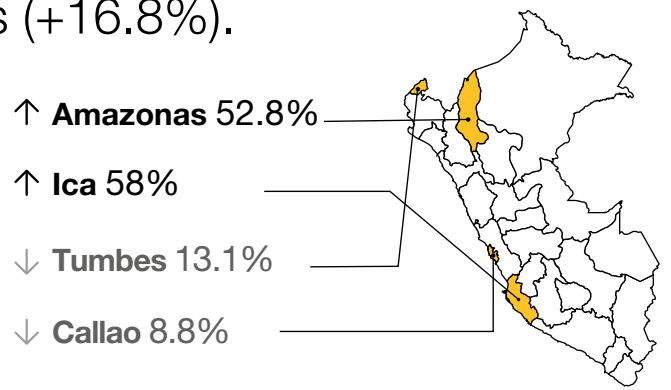 s (+16.8%).
↑ Amazonas 52.8%
↑ Ica 58%
↓ Tumbes 13.1%
↓ Callao 8.8%